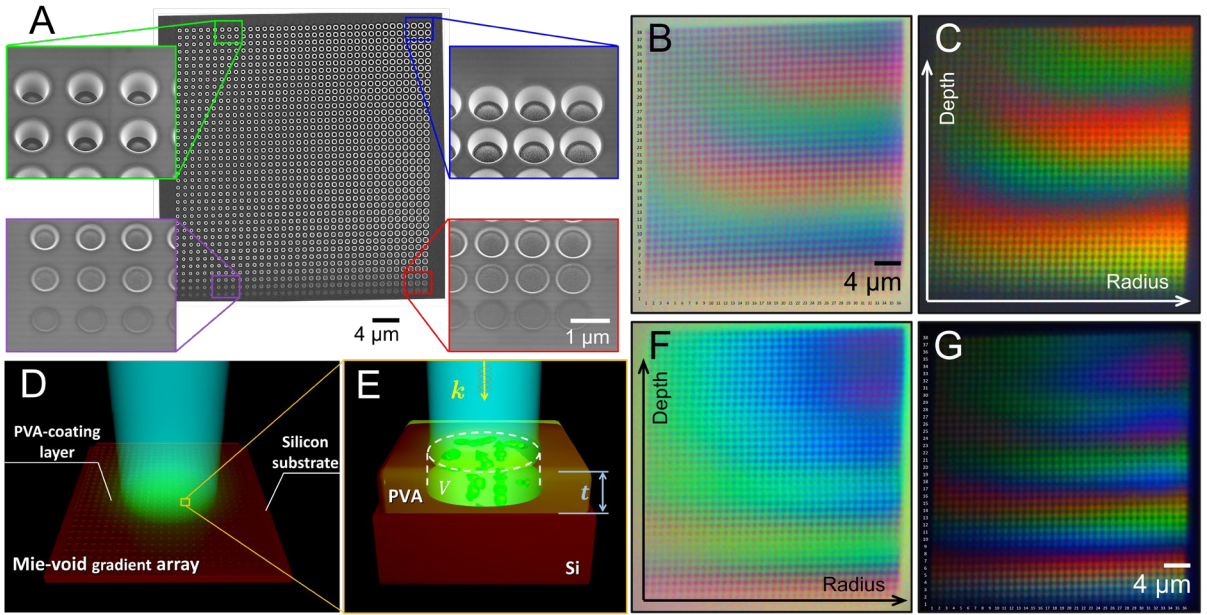 A
4 µm
1 µm
B
4 µm
C
Depth
Radius
D
PVA-coating
layer
Silicon
substrate
Mie-void gradient array
E
k
V
PVA
t
Si
F
Depth
Radius
G
4 µm